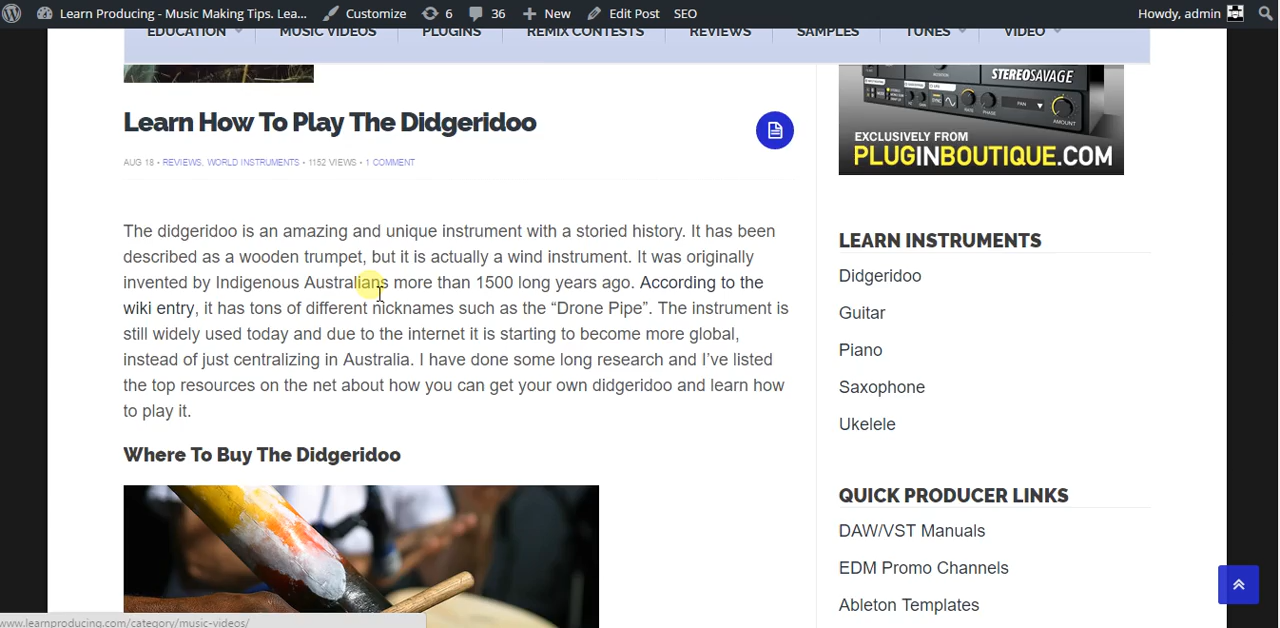 Learn Producing - Music Making Tips. Lea... Customize 6 36 New Edit Post SEO Howdy, admin
EDUCATION MUSIC VIDEOS PLUGINS REMIX CONTESTS REVIEWS SAMPLES TUNES VIDEO
STEREOSAVAGE
EXCLUSIVELY FROM
PLUGINBOUTIQUE.COM
Learn How To Play The Didgeridoo
AUG 18 • REVIEWS, WORLD INSTRUMENTS • 1152 VIEWS • 1 COMMENT
The didgeridoo is an amazing and unique instrument with a storied history. It has been
described as a wooden trumpet, but it is actually a wind instrument. It was originally
invented by Indigenous Australians more than 1500 long years ago. According to the
wiki entry, it has tons of different nicknames such as the “Drone Pipe”. The instrument is
still widely used today and due to the internet it is starting to become more global,
instead of just centralizing in Australia. I have done some long research and I’ve listed
the top resources on the net about how you can get your own didgeridoo and learn how
to play it.
Where To Buy The Didgeridoo
LEARN INSTRUMENTS
Didgeridoo
Guitar
Piano
Saxophone
Ukelele
QUICK PRODUCER LINKS
DAW/VST Manuals
EDM Promo Channels
Ableton Templates
www.learnproducing.com/category/music-videos/